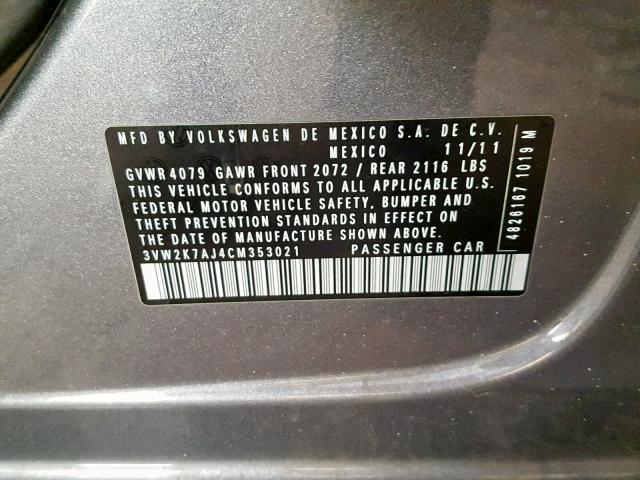 MFD BY VOLKSWAGEN DE MEXICO S.A. DE C.V.
MEXICO 11/11
GVWR 4079 GAWR FRONT 2072 / REAR 2116 LBS
THIS VEHICLE CONFORMS TO ALL APPLICABLE U.S.
FEDERAL MOTOR VEHICLE SAFETY, BUMPER AND
THEFT PREVENTION STANDARDS IN EFFECT ON
THE DATE OF MANUFACTURE SHOWN ABOVE.
3VW2K7AJ4CM353021 PASSENGER CAR
4826167 1019 M